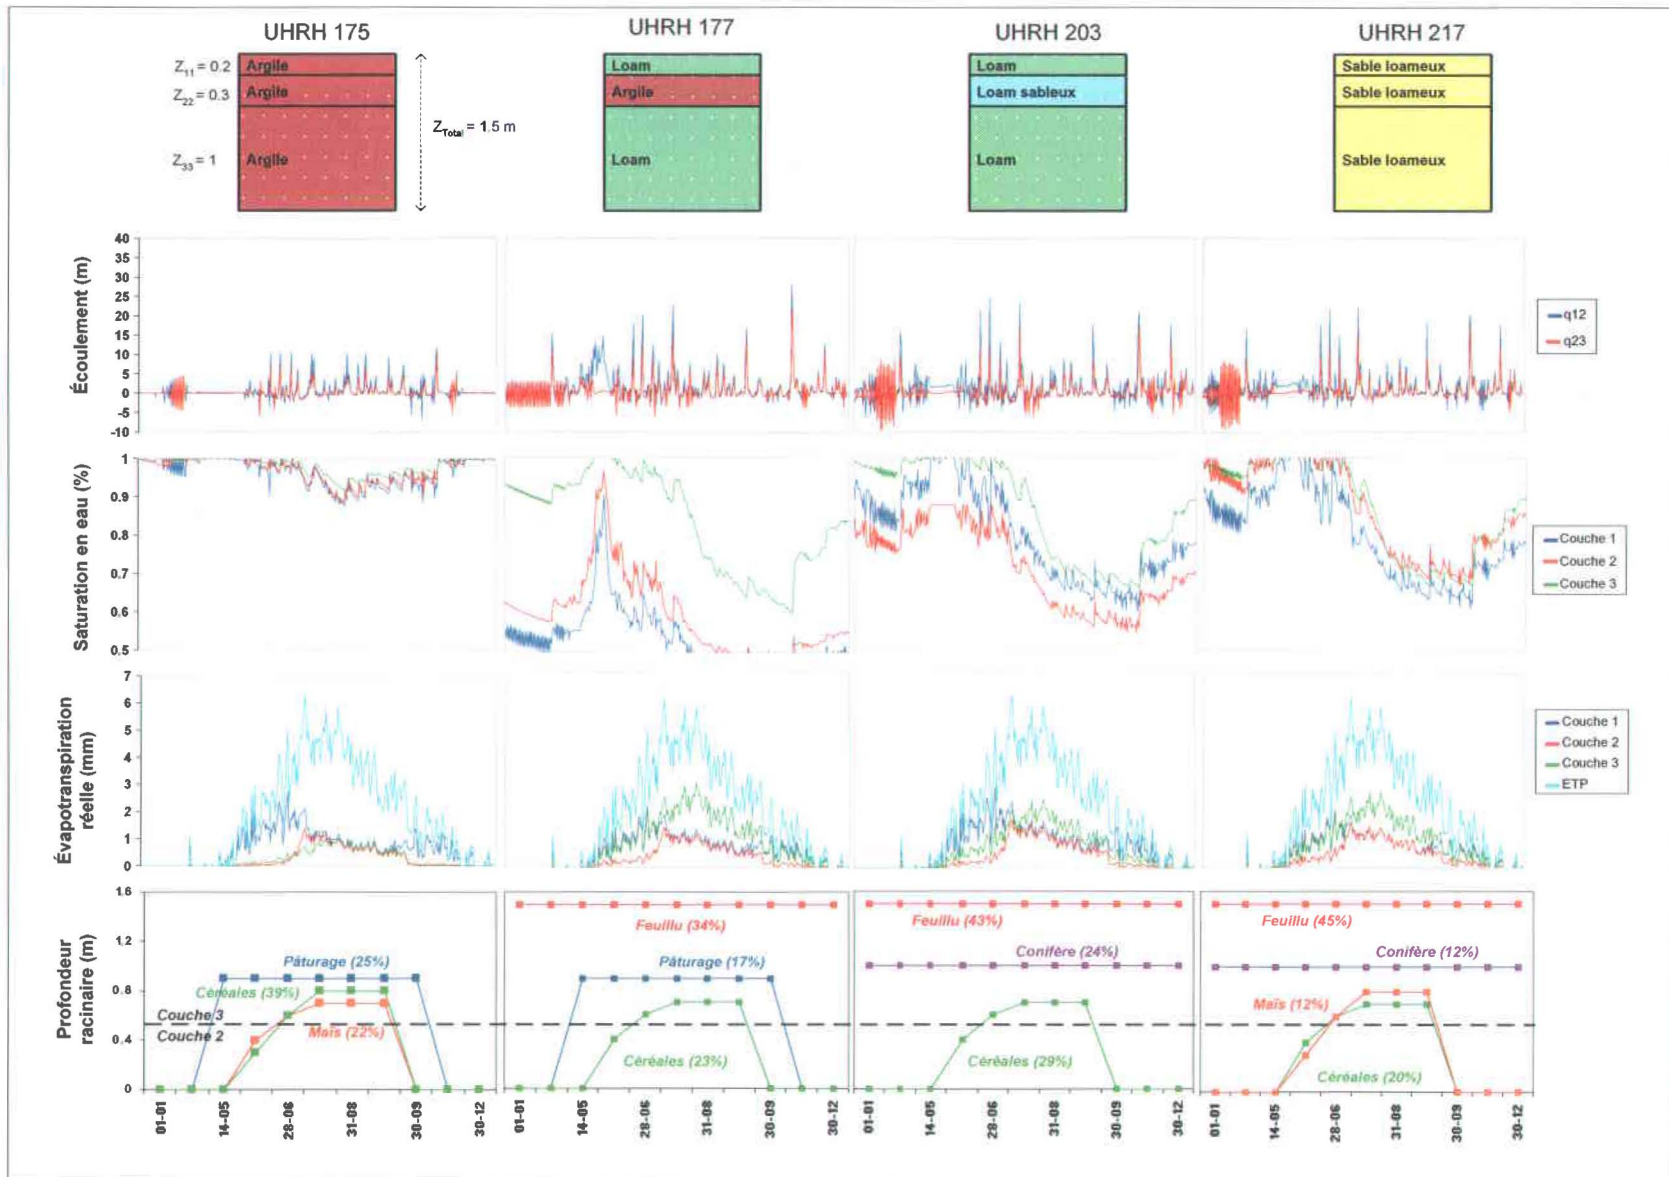 UHRH 175
UHRH 177
UHRH 203
UHRH 217
Z11 = 0.2
Z22 = 0.3
Z33 = 1
Argile
Argile
Argile
ZTotal = 1.5 m
Loam
Argile
Loam
Loam
Loam sableux
Loam
Sable loameux
Sable loameux
Sable loameux
Écoulement (m)
40
35
30
25
20
15
10
5
0
-5
-10
q12
q23
Saturation en eau (%)
1
0.9
0.8
0.7
0.6
0.5
Couche 1
Couche 2
Couche 3
Évapotranspiration
réelle (mm)
7
6
5
4
3
2
1
0
Couche 1
Couche 2
Couche 3
ETP
Profondeur
racinaire (m)
1.6
1.2
0.8
0.4
0
Pâturage (25%)
Céréales (39%)
Maïs (22%)
Couche 3
Couche 2
Feuillu (34%)
Pâturage (17%)
Céréales (23%)
Feuillu (43%)
Conifère (24%)
Céréales (29%)
Feuillu (45%)
Conifère (12%)
Maïs (12%)
Céréales (20%)
01-01
14-05
28-06
31-08
30-09
30-12
01-01
14-05
28-06
31-08
30-09
30-12
01-01
14-05
28-06
31-08
30-09
30-12
01-01
14-05
28-06
31-08
30-09
30-12